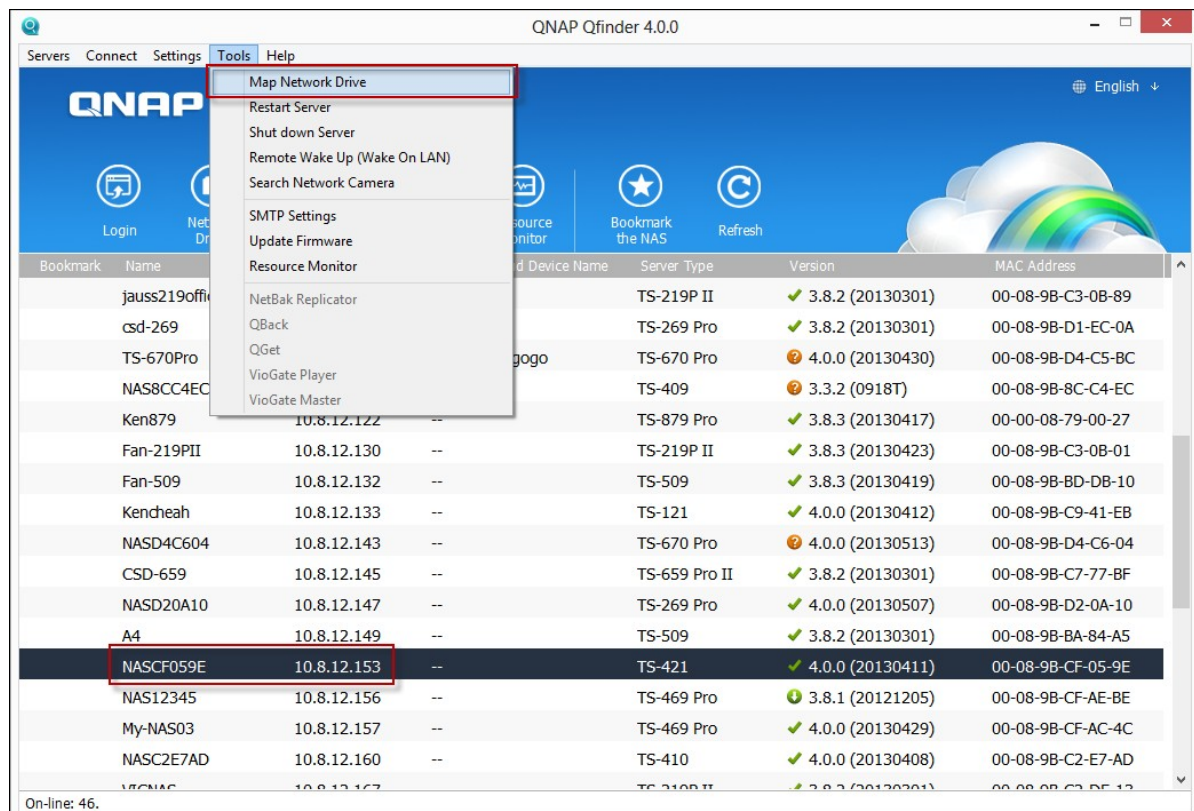 QNAP Qfinder 4.0.0
Servers Connect Settings Tools Help
Map Network Drive
Restart Server
Shut down Server
Remote Wake Up (Wake On LAN)
Search Network Camera
SMTP Settings
Update Firmware
Resource Monitor
NetBak Replicator
QBack
QGet
VioGate Player
VioGate Master
QNAP
English
Login
Bookmark the NAS
Refresh
Bookmark Name Device Name Server Type Version MAC Address
TS-219P II 3.8.2 (20130301) 00-08-9B-C3-0B-89
csd-269 TS-269 Pro 3.8.2 (20130301) 00-08-9B-D1-EC-0A
TS-670Pro TS-670 Pro 4.0.0 (20130430) 00-08-9B-D4-C5-BC
NAS8CC4EC TS-409 3.3.2 (0918T) 00-08-9B-8C-C4-EC
Ken879 10.8.12.122 -- TS-879 Pro 3.8.3 (20130417) 00-00-08-79-00-27
Fan-219PII 10.8.12.130 -- TS-219P II 3.8.3 (20130423) 00-08-9B-C3-0B-01
Fan-509 10.8.12.132 -- TS-509 3.8.3 (20130419) 00-08-9B-BD-DB-10
Kencheah 10.8.12.133 -- TS-121 4.0.0 (20130412) 00-08-9B-C9-41-EB
NASD4C604 10.8.12.143 -- TS-670 Pro 4.0.0 (20130513) 00-08-9B-D4-C6-04
CSD-659 10.8.12.145 -- TS-659 Pro II 3.8.2 (20130301) 00-08-9B-C7-77-BF
NASD20A10 10.8.12.147 -- TS-269 Pro 4.0.0 (20130507) 00-08-9B-D2-0A-10
A4 10.8.12.149 -- TS-509 3.8.2 (20130301) 00-08-9B-BA-84-A5
NASCF059E 10.8.12.153 -- TS-421 4.0.0 (20130411) 00-08-9B-CF-05-9E
NAS12345 10.8.12.156 -- TS-469 Pro 3.8.1 (20121205) 00-08-9B-CF-AE-BE
My-NAS03 10.8.12.157 -- TS-469 Pro 4.0.0 (20130429) 00-08-9B-CF-AC-4C
NASC2E7AD 10.8.12.160 -- TS-410 4.0.0 (20130408) 00-08-9B-C2-E7-AD
On-line: 46.